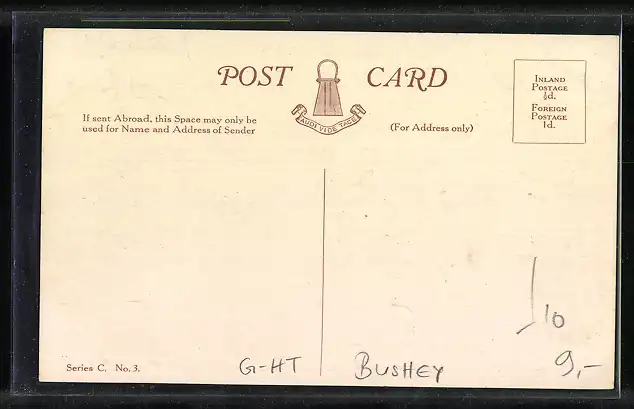 POST CARD
AUDI VIDE TACE
INLAND
POSTAGE
½d.
FOREIGN
POSTAGE
1d.
If sent Abroad, this Space may only be
used for Name and Address of Sender
(For Address only)
10
Series C. No. 3.
G-HT
BUSHEY
9,-